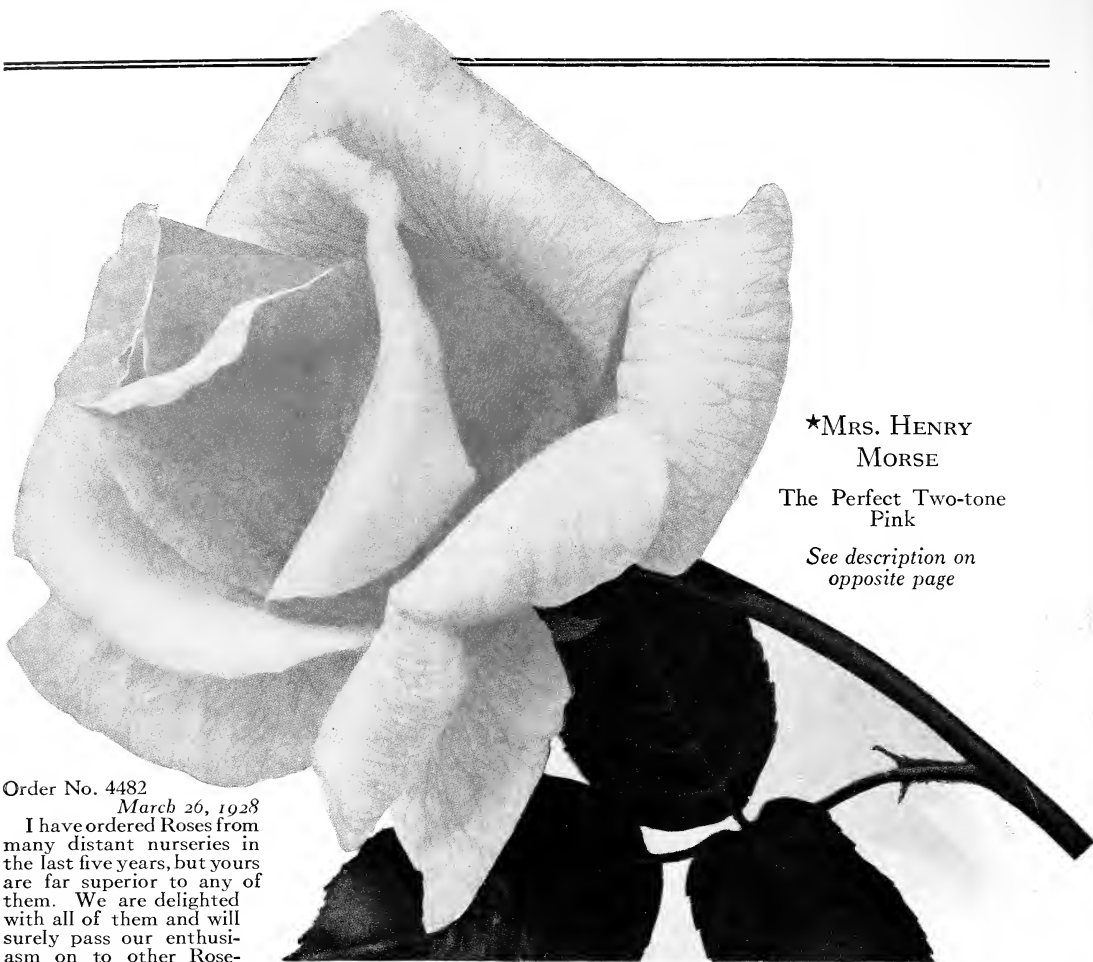 ★MRS. HENRY
MORSE
The Perfect Two-tone
Pink
See description on
opposite page
Order No. 4482
March 26, 1928
I have ordered Roses from
many distant nurseries in
the last five years, but yours
are far superior to any of
them. We are delighted
with all of them and will
surely pass our enthusi-
asm on to other Rose-